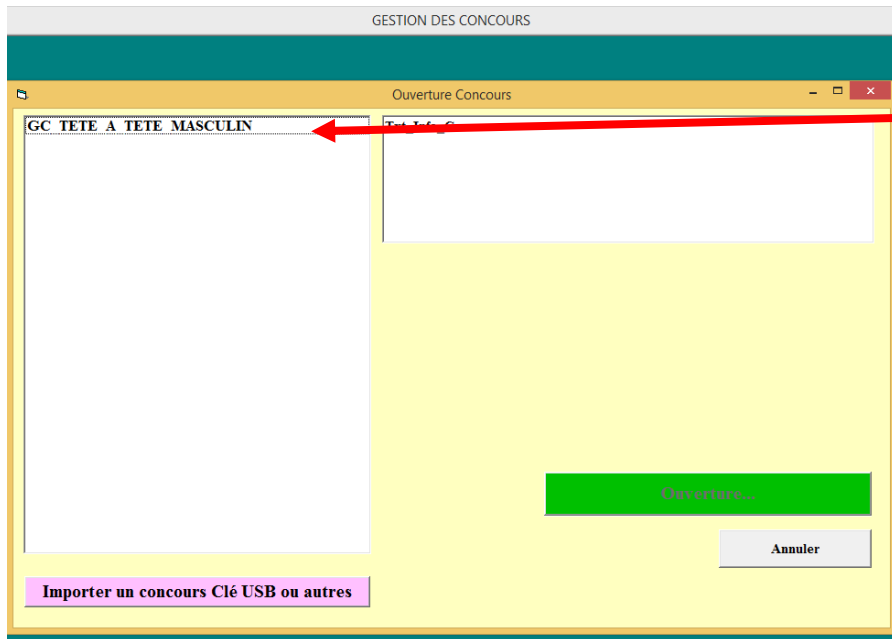 GESTION DES CONCOURS
Ouverture Concours
GC TETE A TETE MASCULIN
Importer un concours Clé USB ou autres
Ouverture...
Annuler